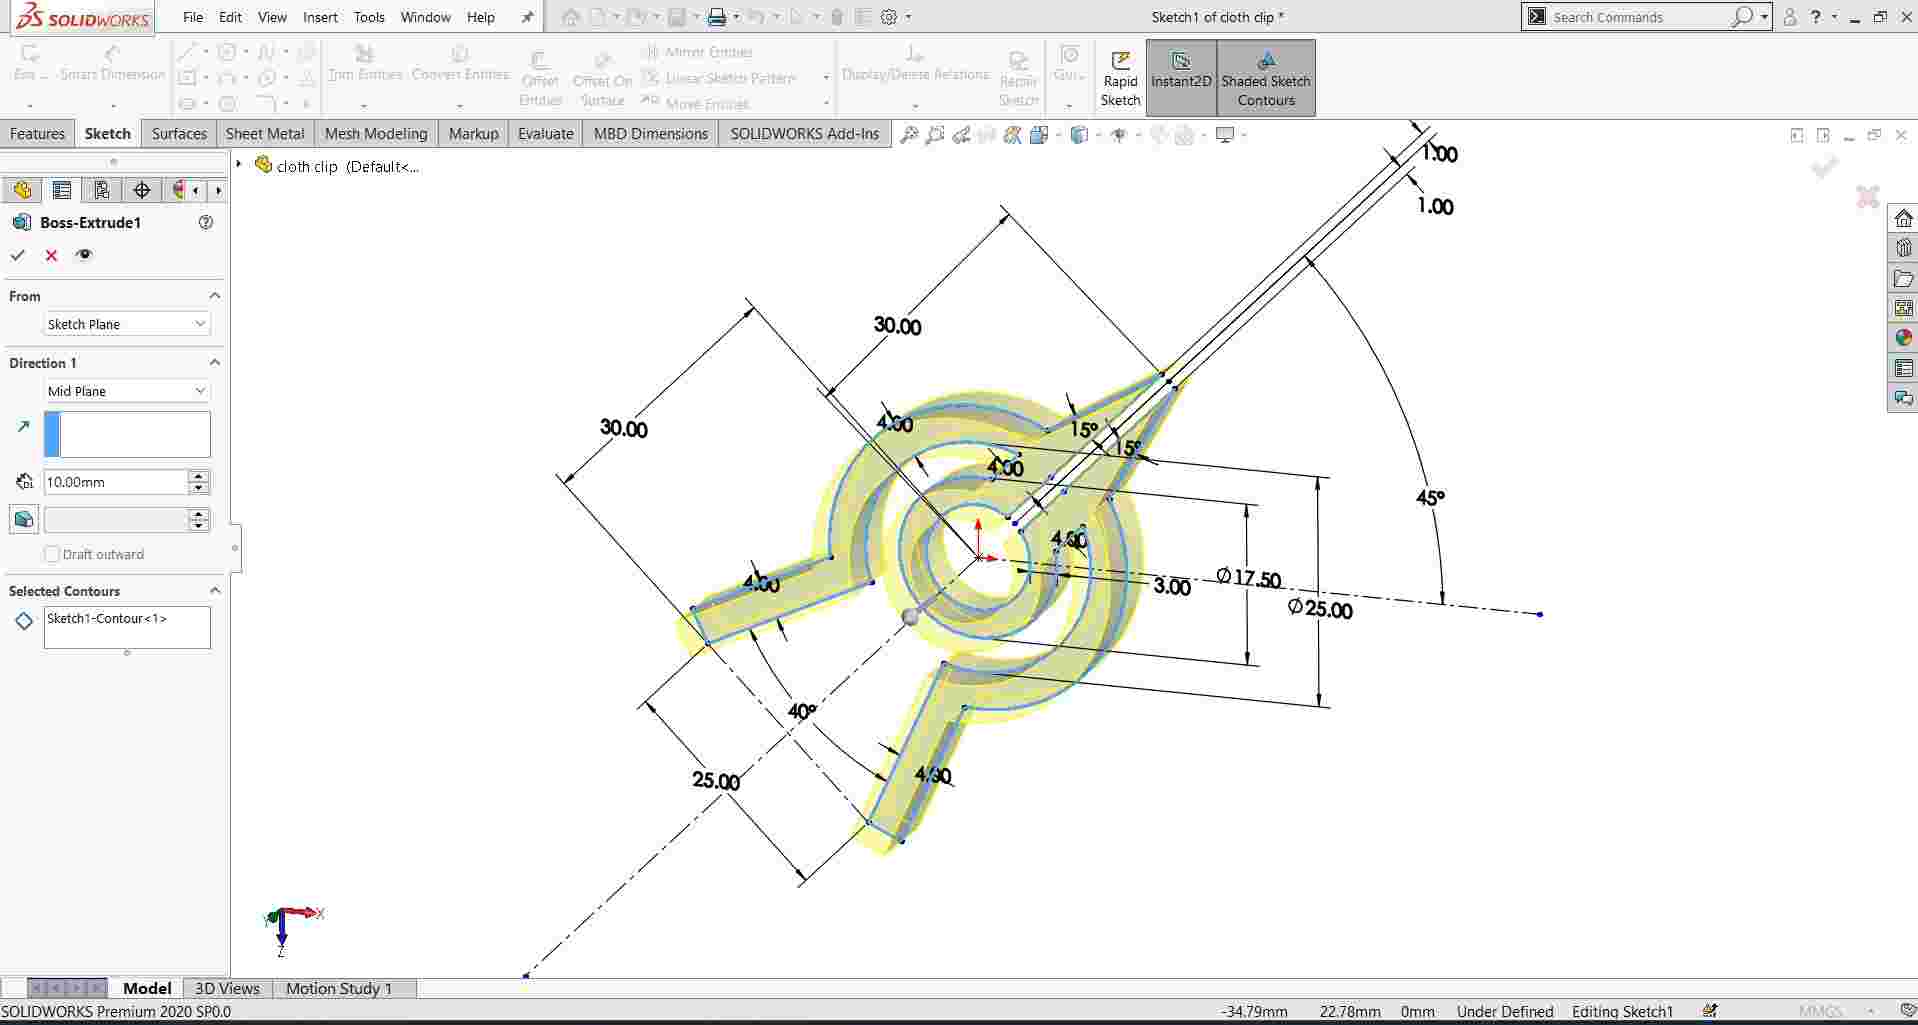 SOLIDWORKS
File Edit View Insert Tools Window Help
Sketch1 of cloth clip *
Search Commands
?
Smart Dimension
Trim Entities
Convert Entities
Offset Entities
Offset On Surface
Mirror Entities
Linear Sketch Pattern
Move Entities
Display/Delete Relations
Repair Sketch
Rapid Sketch
Instant2D
Shaded Sketch Contours
Features Sketch Surfaces Sheet Metal Mesh Modeling Markup Evaluate MBD Dimensions SOLIDWORKS Add-Ins
cloth clip (Default<...
Boss-Extrude1
From
Sketch Plane
Direction 1
Mid Plane
10.00mm
Draft outward
Selected Contours
Sketch1-Contour<1>
1.00
1.00
30.00
30.00
4.00
15°
15°
4.00
45°
4.00
4.00
3.00
Ø17.50
Ø25.00
40°
25.00
4.00
X
Y
Z
Model 3D Views Motion Study 1
SOLIDWORKS Premium 2020 SP0.0
-34.79mm 22.78mm 0mm Under Defined Editing Sketch1 MMGS